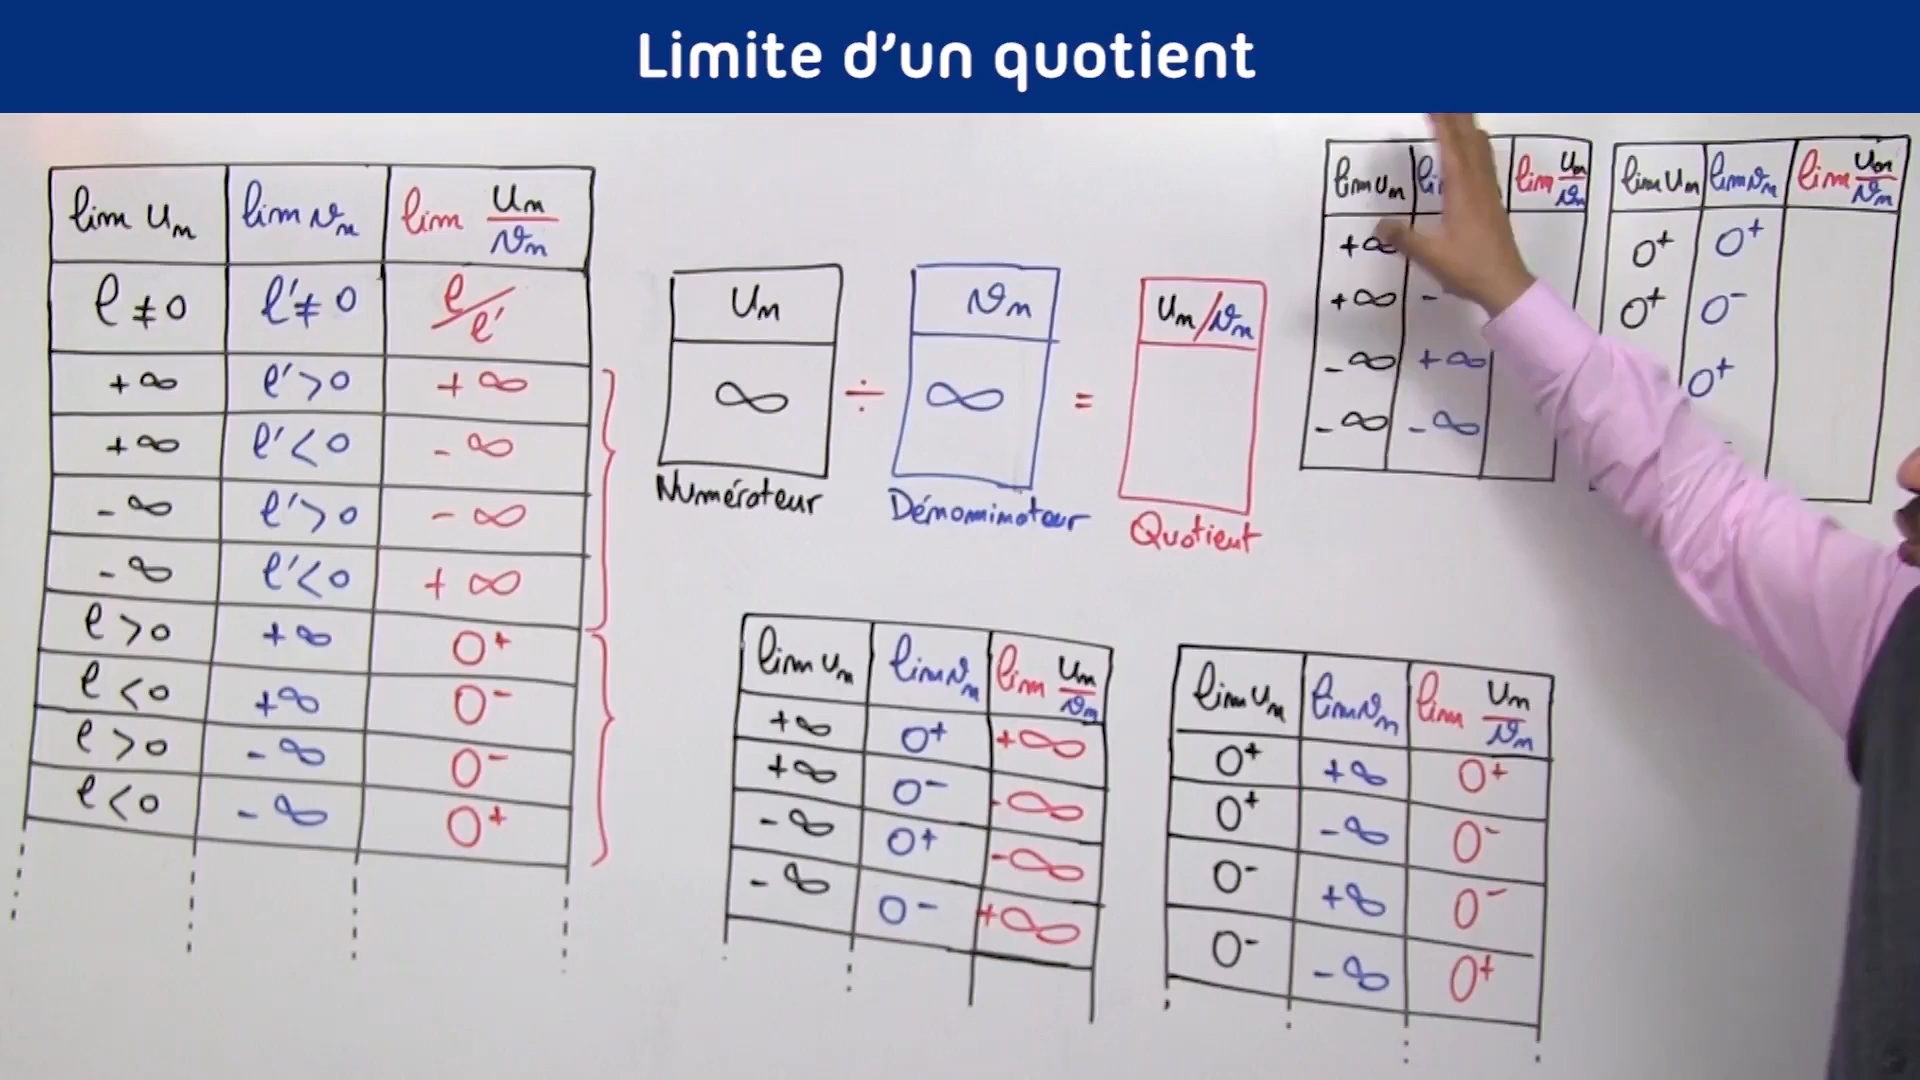 Limite d'un quotient
lim Un lim Vn lim Un/Vn
l ≠ 0 l' ≠ 0 l/l'
+∞ l'>0 +∞
+∞ l'<0 -∞
-∞ l'>0 -∞
-∞ l'<0 +∞
l>0 +∞ 0+
l<0 +∞ 0-
l>0 -∞ 0-
l<0 -∞ 0+
Un Vn Un/Vn
∞ ÷ ∞ =
Numérateur Dénominateur Quotient
lim Un lim Un/Vn
+∞
+∞ -
-∞ +∞
-∞ -∞
lim Un lim Vn lim Un/Vn
0+ 0+
0+ 0-
0+
lim Un lim Vn lim Un/Vn
+∞ 0+ +∞
+∞ 0- -∞
-∞ 0+ -∞
-∞ 0- +∞
lim Un lim Vn lim Un/Vn
0+ +∞ 0+
0+ -∞ 0-
0- +∞ 0-
0- -∞ 0+